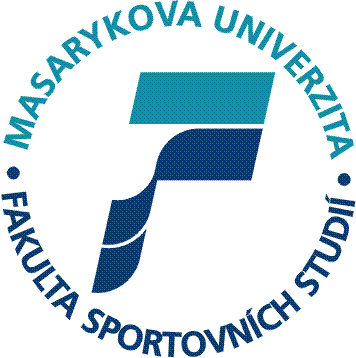 MASARYKOVA UNIVERZITA
• FAKULTA SPORTOVNÍCH STUDIÍ •